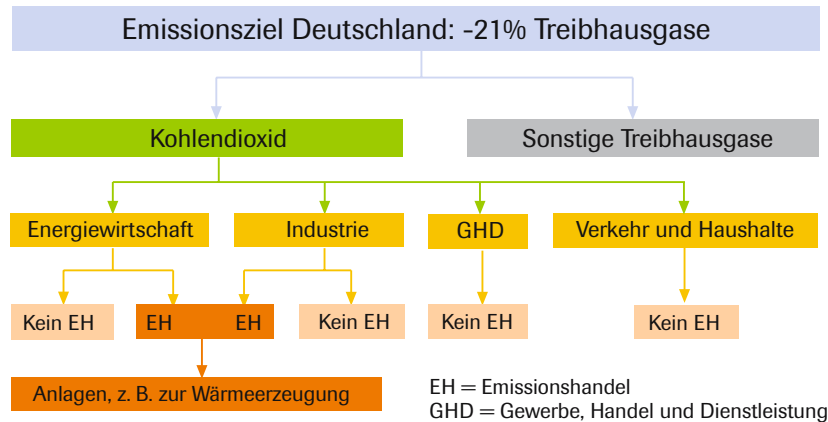 Emissionsziel Deutschland: -21% Treibhausgase
Kohlendioxid
Sonstige Treibhausgase
Energiewirtschaft
Industrie
GHD
Verkehr und Haushalte
Kein EH
EH
EH
Kein EH
Kein EH
Kein EH
Anlagen, z. B. zur Wärmeerzeugung
EH = Emissionshandel
GHD = Gewerbe, Handel und Dienstleistung